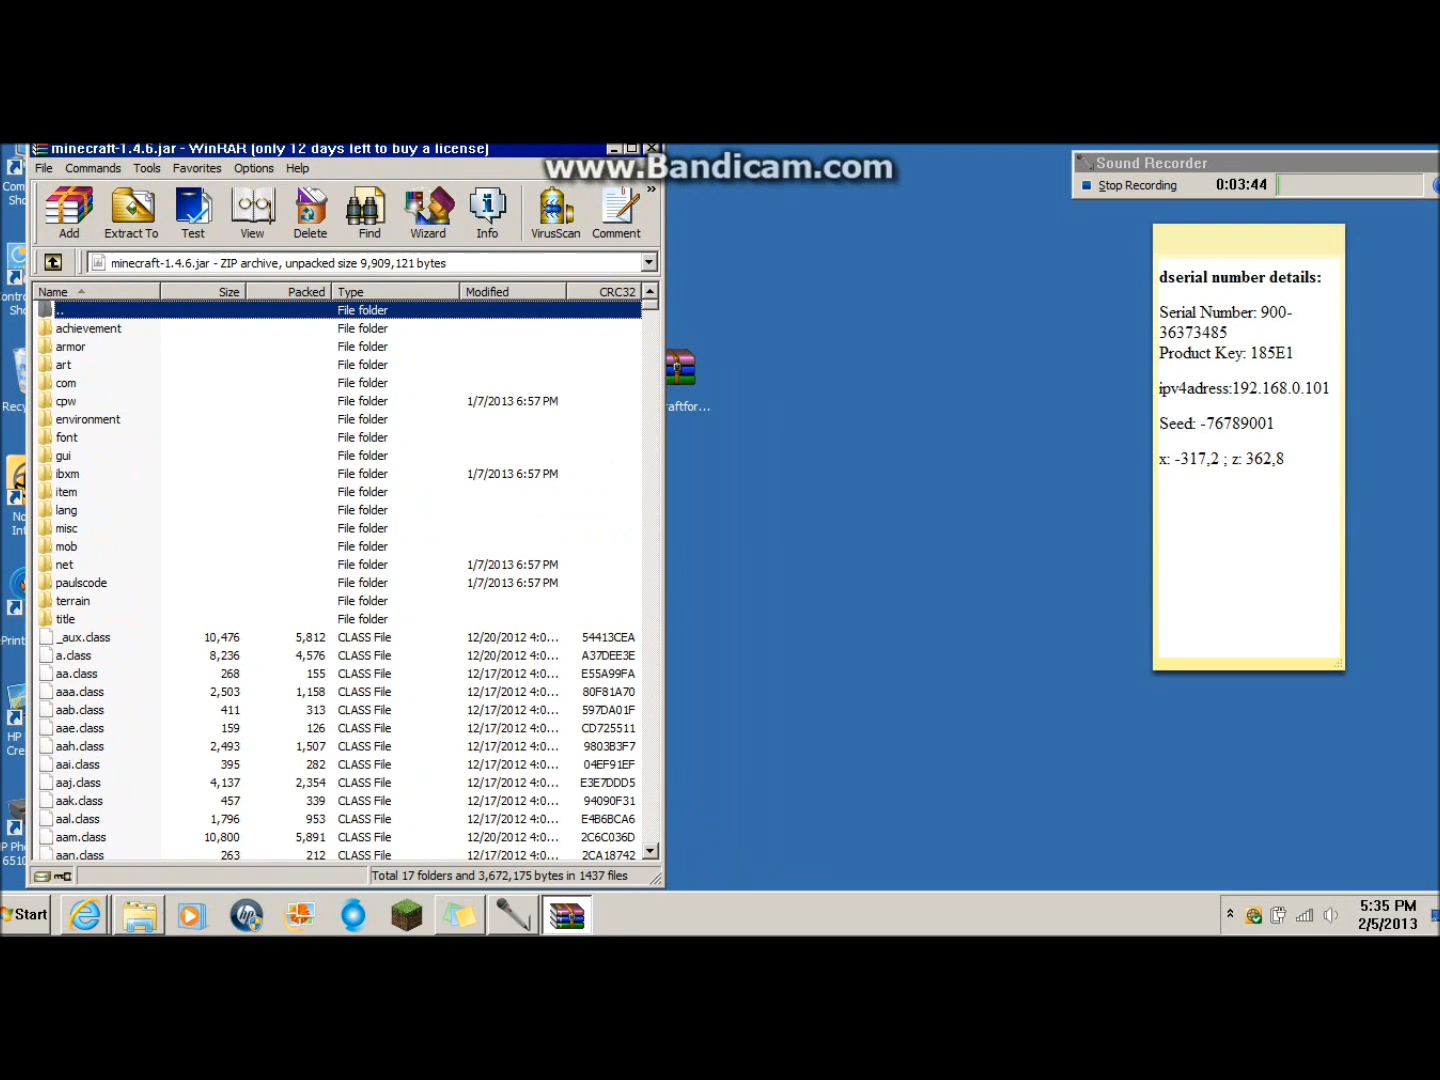 minecraft-1.4.6.jar - WinRAR (only 12 days left to buy a license)
www.Bandicam.com
File Commands Tools Favorites Options Help
Add Extract To Test View Delete Find Wizard Info VirusScan Comment
minecraft-1.4.6.jar - ZIP archive, unpacked size 9,909,121 bytes
Name Size Packed Type Modified CRC32
.. File folder
achievement File folder
armor File folder
art File folder
com File folder
cpw File folder 1/7/2013 6:57 PM
environment File folder
font File folder
gui File folder
ibxm File folder 1/7/2013 6:57 PM
item File folder
lang File folder
misc File folder
mob File folder
net File folder 1/7/2013 6:57 PM
paulscode File folder 1/7/2013 6:57 PM
terrain File folder
title File folder
_aux.class 10,476 5,812 CLASS File 12/20/2012 4:0... 54413CEA
a.class 8,236 4,576 CLASS File 12/20/2012 4:0... A37DEE3E
aa.class 268 155 CLASS File 12/17/2012 4:0... E55A99FA
aaa.class 2,503 1,158 CLASS File 12/17/2012 4:0... 80F81A70
aab.class 411 313 CLASS File 12/17/2012 4:0... 597DA01F
aae.class 159 126 CLASS File 12/17/2012 4:0... CD725511
aah.class 2,493 1,507 CLASS File 12/17/2012 4:0... 9803B3F7
aai.class 395 282 CLASS File 12/17/2012 4:0... 04EF91EF
aaj.class 4,137 2,354 CLASS File 12/17/2012 4:0... E3E7DDD5
aak.class 457 339 CLASS File 12/17/2012 4:0... 94090F31
aal.class 1,796 953 CLASS File 12/17/2012 4:0... E4B6BCA6
aam.class 10,800 5,891 CLASS File 12/20/2012 4:0... 2C6C036D
aan.class 263 212 CLASS File 12/17/2012 4:0... 2CA18742
Total 17 folders and 3,672,175 bytes in 1437 files
Com
Sho
ontro
Sho
Recy
No
Int
Print
HP
Cre
P Ph
6510
aftfor...
Sound Recorder
Stop Recording 0:03:44
dserial number details:
Serial Number: 900-
36373485
Product Key: 185E1
ipv4adress:192.168.0.101
Seed: -76789001
x: -317,2 ; z: 362,8
Start
5:35 PM
2/5/2013